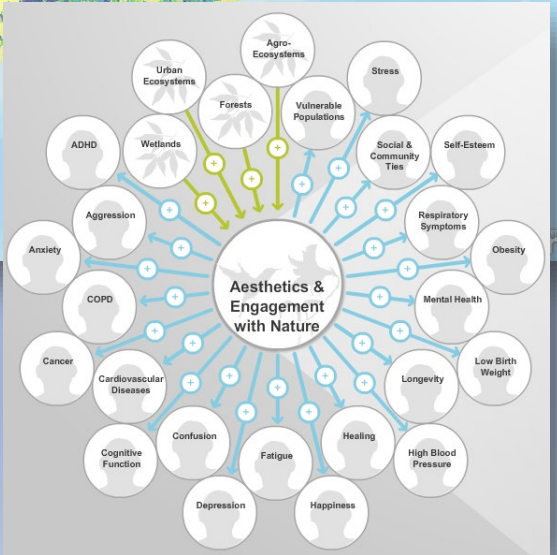 Agro-
Ecosystems
Urban
Ecosystems
Stress
Forests
Vulnerable
Populations
ADHD
Wetlands
Social &
Community
Ties
Self-Esteem
+
+
+
+
+
+
+
+
+
Aggression
Respiratory
Symptoms
+
+
Anxiety
Obesity
+
+
Aesthetics &
Engagement
with Nature
COPD
+
+
Mental Health
+
+
Cancer
Low Birth
Weight
+
+
Cardiovascular
Diseases
+
+
+
+
+
Longevity
Confusion
Healing
Cognitive
Function
Fatigue
High Blood
Pressure
Depression
Happiness